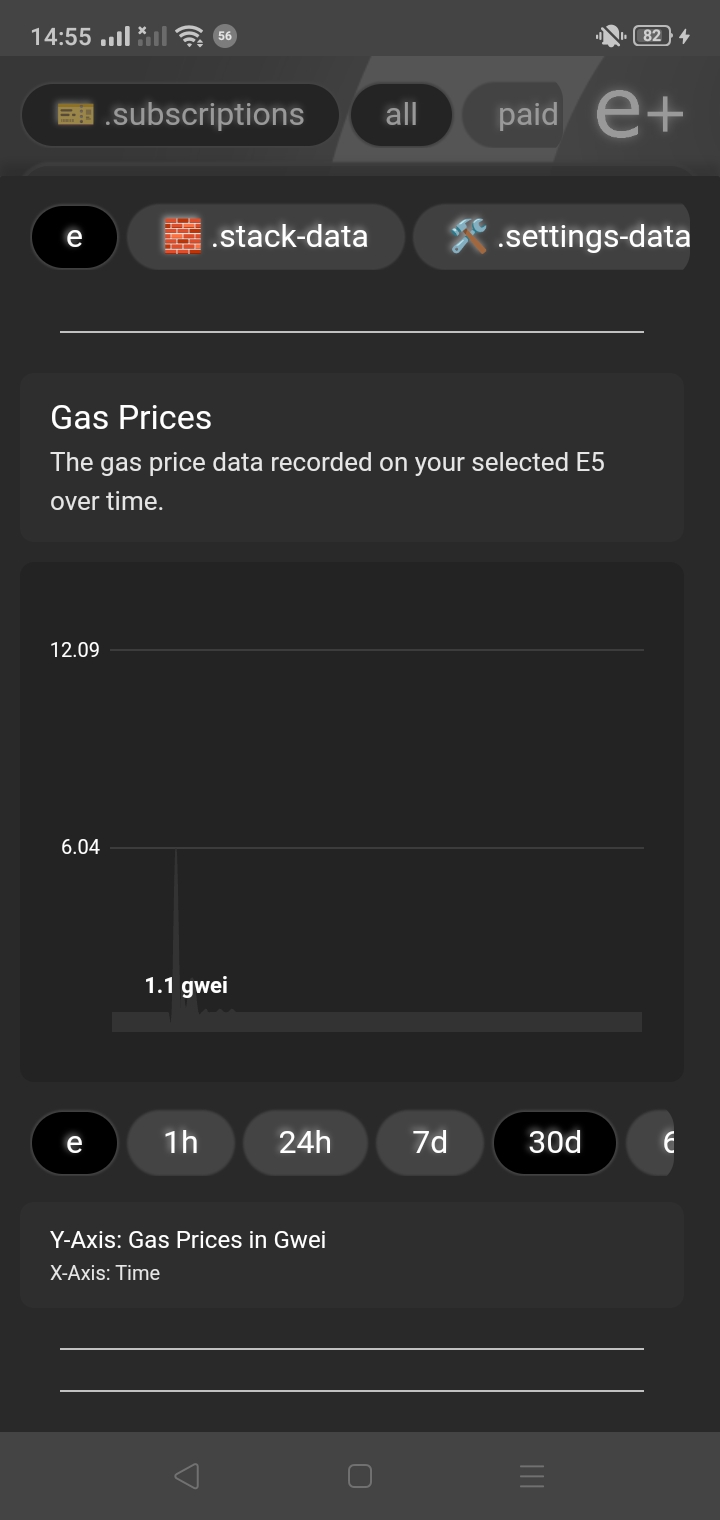 14:55 56 82
.subscriptions all paid e+
e .stack-data .settings-data
Gas Prices
The gas price data recorded on your selected E5
over time.
12.09
6.04
1.1 gwei
e 1h 24h 7d 30d
Y-Axis: Gas Prices in Gwei
X-Axis: Time